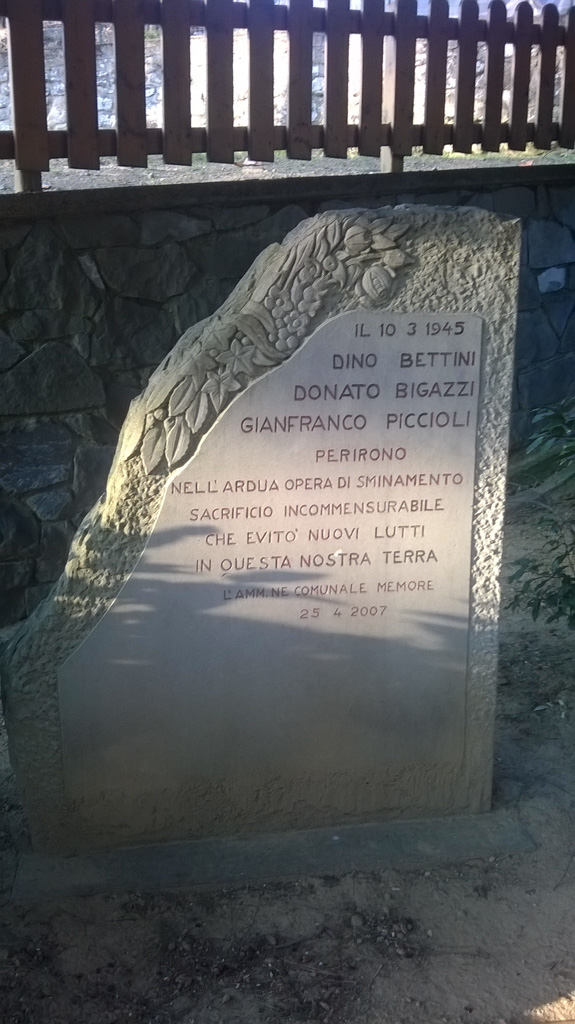 IL 10 3 1945
DINO BETTINI
DONATO BIGAZZI
GIANFRANCO PICCIOLI
PERIRONO
NELL'ARDUA OPERA DI SMINAMENTO
SACRIFICIO INCOMMENSURABILE
CHE EVITO' NUOVI LUTTI
IN QUESTA NOSTRA TERRA
L'AMM.NE COMUNALE MEMORE
25 4 2007